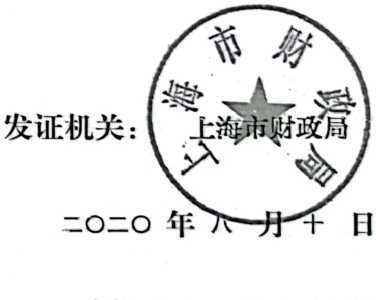 上海市财政局
发证机关： 上海市财政局
二〇二〇 年 八 月 十 日